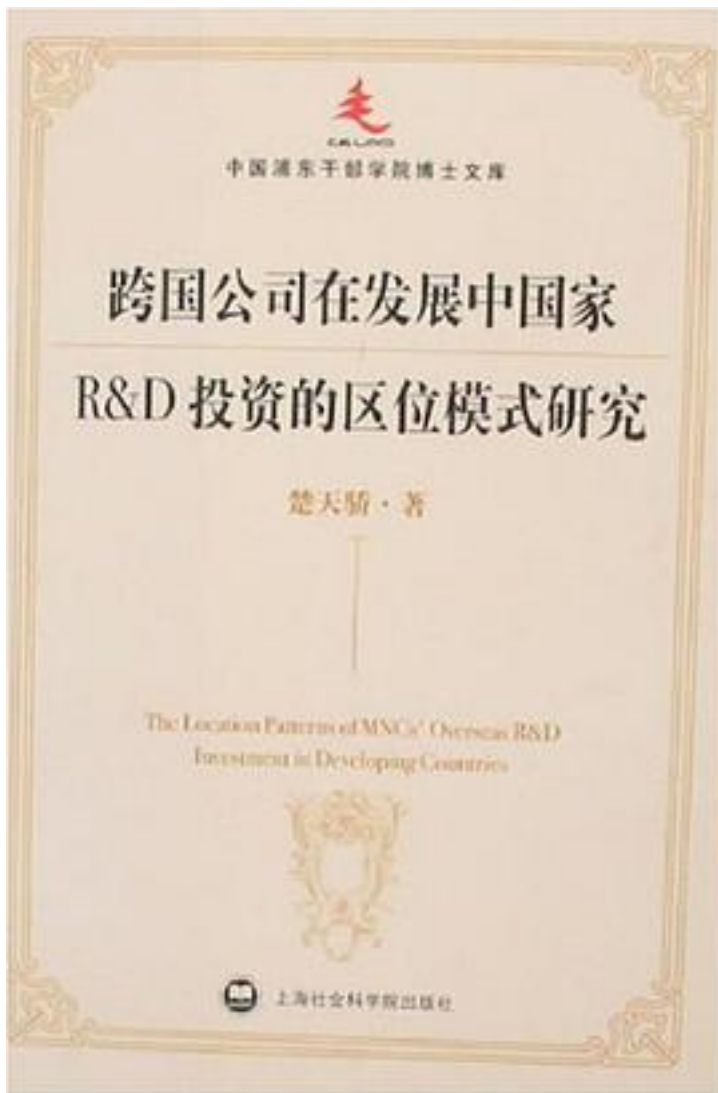 中国浦东干部学院博士文库
跨国公司在发展中国家
R&D 投资的区位模式研究
楚天骄·著
The Location Patterns of MNCs' Overseas R&D
Investment in Developing Countries
上海社会科学院出版社